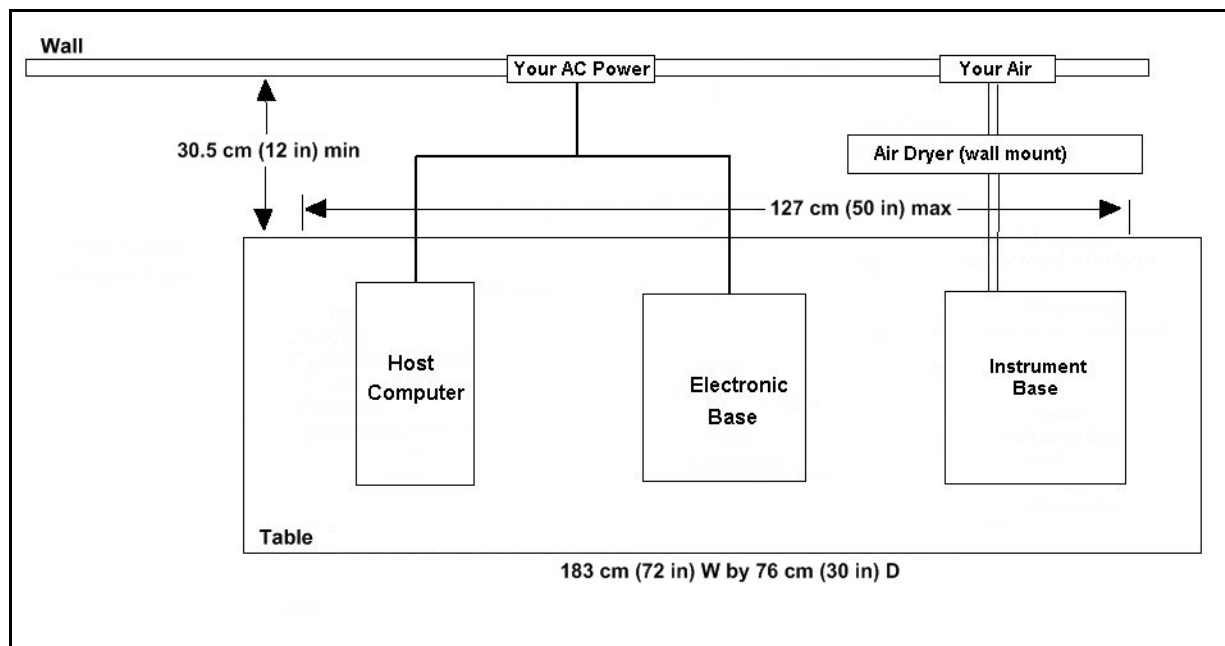 Wall
Your AC Power
Your Air
30.5 cm (12 in) min
Air Dryer (wall mount)
127 cm (50 in) max
Host
Computer
Electronic
Base
Instrument
Base
Table
183 cm (72 in) W by 76 cm (30 in) D